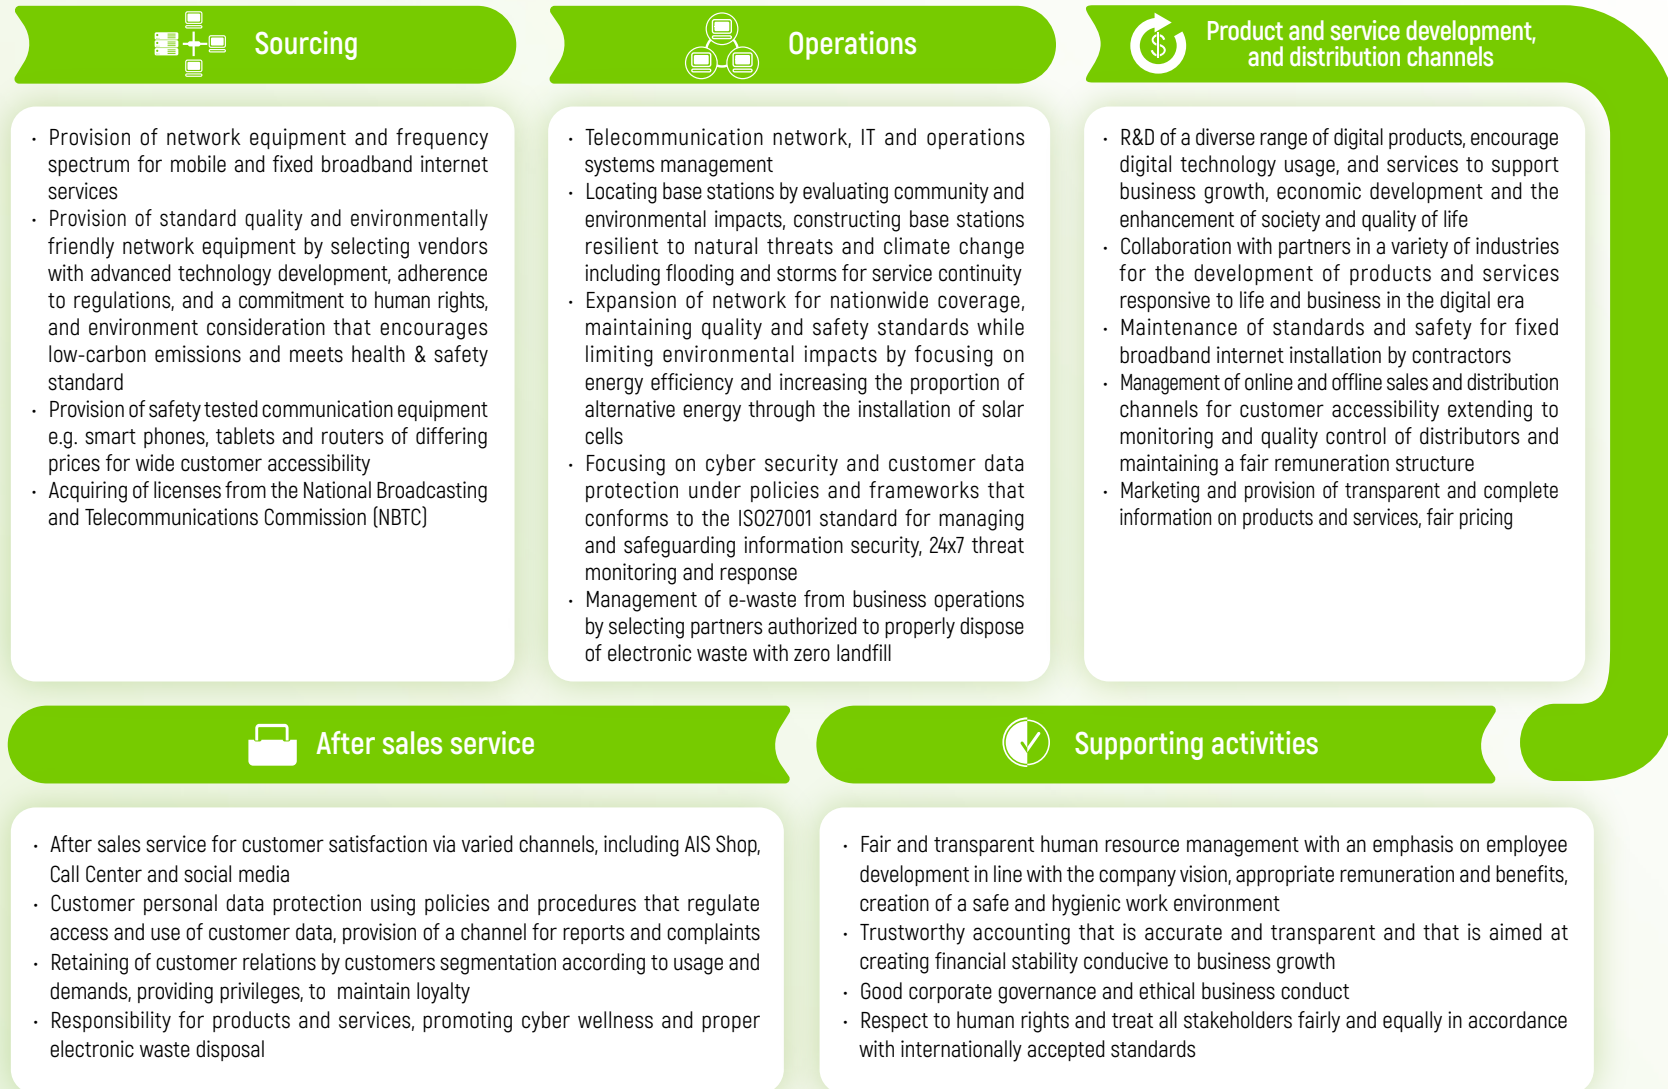 Sourcing
· Provision of network equipment and frequency
spectrum for mobile and fixed broadband internet
services
· Provision of standard quality and environmentally
friendly network equipment by selecting vendors
with advanced technology development, adherence
to regulations, and a commitment to human rights,
and environment consideration that encourages
low-carbon emissions and meets health & safety
standard
· Provision of safety tested communication equipment
e.g. smart phones, tablets and routers of differing
prices for wide customer accessibility
· Acquiring of licenses from the National Broadcasting
and Telecommunications Commission (NBTC)
Operations
· Telecommunication network, IT and operations
systems management
· Locating base stations by evaluating community and
environmental impacts, constructing base stations
resilient to natural threats and climate change
including flooding and storms for service continuity
· Expansion of network for nationwide coverage,
maintaining quality and safety standards while
limiting environmental impacts by focusing on
energy efficiency and increasing the proportion of
alternative energy through the installation of solar
cells
· Focusing on cyber security and customer data
protection under policies and frameworks that
conforms to the ISO27001 standard for managing
and safeguarding information security, 24x7 threat
monitoring and response
· Management of e-waste from business operations
by selecting partners authorized to properly dispose
of electronic waste with zero landfill
$
Product and service development,
and distribution channels
· R&D of a diverse range of digital products, encourage
digital technology usage, and services to support
business growth, economic development and the
enhancement of society and quality of life
· Collaboration with partners in a variety of industries
for the development of products and services
responsive to life and business in the digital era
· Maintenance of standards and safety for fixed
broadband internet installation by contractors
· Management of online and offline sales and distribution
channels for customer accessibility extending to
monitoring and quality control of distributors and
maintaining a fair remuneration structure
· Marketing and provision of transparent and complete
information on products and services, fair pricing
After sales service
· After sales service for customer satisfaction via varied channels, including AIS Shop,
Call Center and social media
· Customer personal data protection using policies and procedures that regulate
access and use of customer data, provision of a channel for reports and complaints
· Retaining of customer relations by customers segmentation according to usage and
demands, providing privileges, to maintain loyalty
· Responsibility for products and services, promoting cyber wellness and proper
electronic waste disposal
Supporting activities
· Fair and transparent human resource management with an emphasis on employee
development in line with the company vision, appropriate remuneration and benefits,
creation of a safe and hygienic work environment
· Trustworthy accounting that is accurate and transparent and that is aimed at
creating financial stability conducive to business growth
· Good corporate governance and ethical business conduct
· Respect to human rights and treat all stakeholders fairly and equally in accordance
with internationally accepted standards